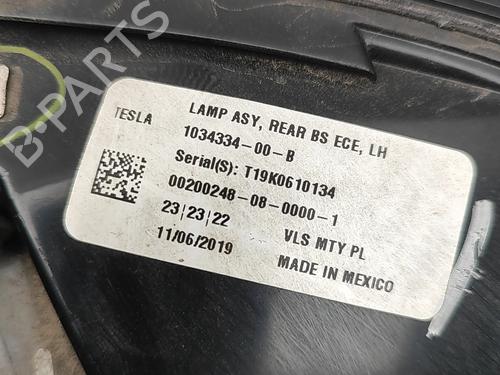 B-PARTS
TESLA
LAMP ASY, REAR BS ECE, LH
1034334-00-B
Serial(S): T19K0610134
00200248-08-0000-1
23|23|22
VLS MTY PL
11/06/2019
MADE IN MEXICO